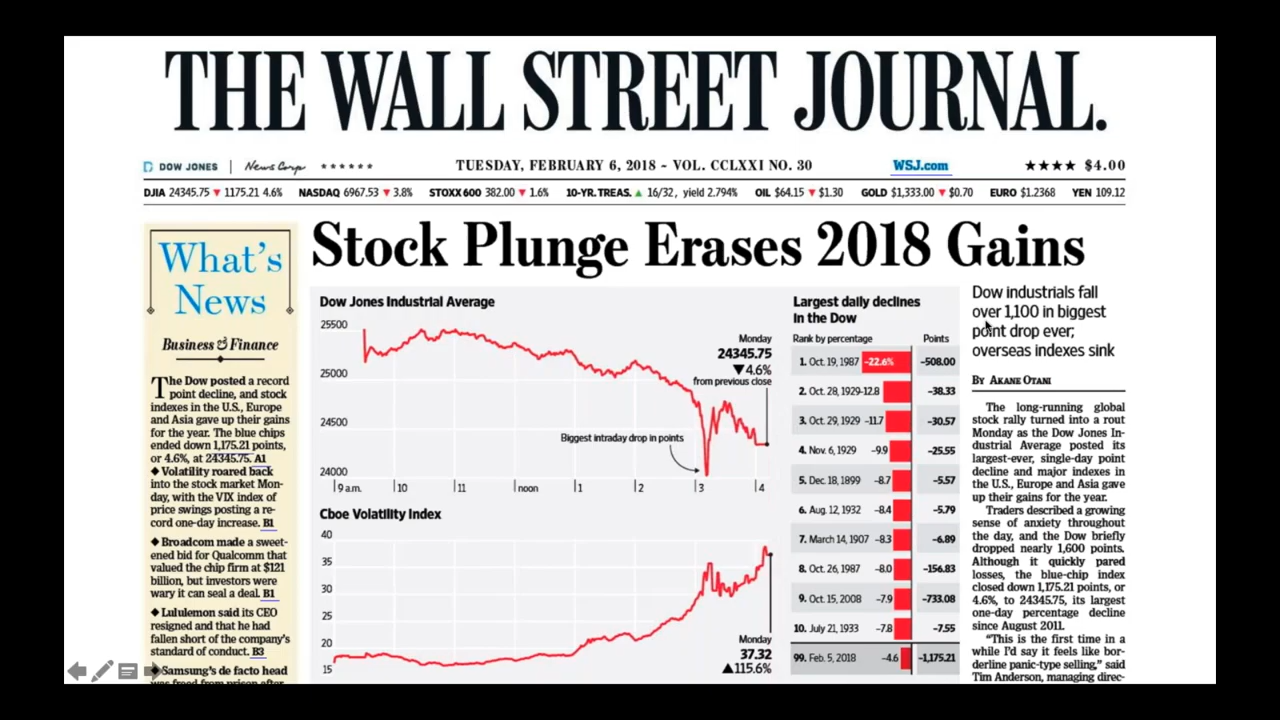 THE WALL STREET JOURNAL.
DOW JONES | News Corp ★★★★★★
TUESDAY, FEBRUARY 6, 2018 ~ VOL. CCLXXI NO. 30
WSJ.com
★★★★ $4.00
DJIA 24345.75 ▼ 1175.21 4.6% NASDAQ 6967.53 ▼ 3.8% STOXX 600 382.00 ▼ 1.6% 10-YR. TREAS. ▲ 16/32, yield 2.794% OIL $64.15 ▼ $1.30 GOLD $1,333.00 ▼ $0.70 EURO $1.2368 YEN 109.12
What's
News
Business & Finance
The Dow posted a record
point decline, and stock
indexes in the U.S., Europe
and Asia gave up their gains
for the year. The blue chips
ended down 1,175.21 points,
or 4.6%, at 24345.75. A1
◆ Volatility roared back
into the stock market Mon-
day, with the VIX index of
price swings posting a re-
cord one-day increase. B1
◆ Broadcom made a sweet-
ened bid for Qualcomm that
valued the chip firm at $121
billion, but investors were
wary it can seal a deal. B1
◆ Lululemon said its CEO
resigned and that he had
fallen short of the company's
standard of conduct. B3
◆ Samsung's de facto head
Stock Plunge Erases 2018 Gains
Dow Jones Industrial Average
25500
25000
24500
24000
Monday
24345.75
▼4.6%
from previous close
Biggest intraday drop in points
9 a.m. 10 11 noon 1 2 3 4
Cboe Volatility Index
40
35
30
25
20
15
Monday
37.32
▲115.6%
Largest daily declines
in the Dow
Rank by percentage Points
1. Oct. 19, 1987 -22.6% -508.00
2. Oct. 28, 1929 -12.8 -38.33
3. Oct. 29, 1929 -11.7 -30.57
4. Nov. 6, 1929 -9.9 -25.55
5. Dec. 18, 1899 -8.7 -5.57
6. Aug. 12, 1932 -8.4 -5.79
7. March 14, 1907 -8.3 -6.89
8. Oct. 26, 1987 -8.0 -156.83
9. Oct. 15, 2008 -7.9 -733.08
10. July 21, 1933 -7.8 -7.55
99. Feb. 5, 2018 -4.6 -1,175.21
Dow industrials fall
over 1,100 in biggest
point drop ever;
overseas indexes sink
BY AKANE OTANI
The long-running global
stock rally turned into a rout
Monday as the Dow Jones In-
dustrial Average posted its
largest-ever, single-day point
decline and major indexes in
the U.S., Europe and Asia gave
up their gains for the year.
Traders described a growing
sense of anxiety throughout
the day, and the Dow briefly
dropped nearly 1,600 points.
Although it quickly pared
losses, the blue-chip index
closed down 1,175.21 points, or
4.6%, to 24345.75, its largest
one-day percentage decline
since August 2011.
"This is the first time in a
while I'd say it feels like bor-
derline panic-type selling," said
Tim Anderson, managing direc-